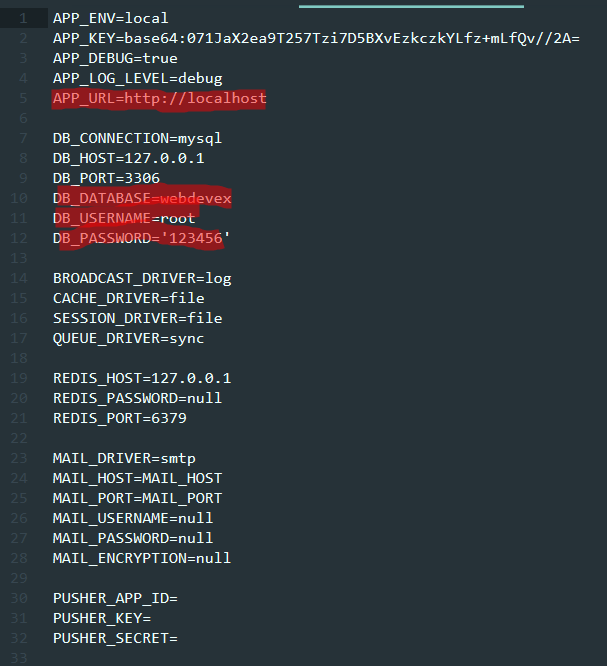 1 APP_ENV=local
2 APP_KEY=base64:071JaX2ea9T257Tzi7D5BXvEzkczkYLfz+mLfQv//2A=
3 APP_DEBUG=true
4 APP_LOG_LEVEL=debug
5 APP_URL=http://localhost
6
7 DB_CONNECTION=mysql
8 DB_HOST=127.0.0.1
9 DB_PORT=3306
10 DB_DATABASE=webdevex
11 DB_USERNAME=root
12 DB_PASSWORD='123456'
13
14 BROADCAST_DRIVER=log
15 CACHE_DRIVER=file
16 SESSION_DRIVER=file
17 QUEUE_DRIVER=sync
18
19 REDIS_HOST=127.0.0.1
20 REDIS_PASSWORD=null
21 REDIS_PORT=6379
22
23 MAIL_DRIVER=smtp
24 MAIL_HOST=MAIL_HOST
25 MAIL_PORT=MAIL_PORT
26 MAIL_USERNAME=null
27 MAIL_PASSWORD=null
28 MAIL_ENCRYPTION=null
29
30 PUSHER_APP_ID=
31 PUSHER_KEY=
32 PUSHER_SECRET=
33